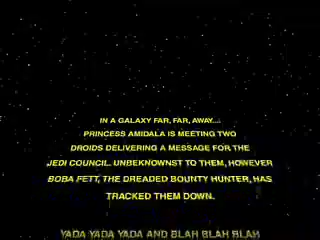 IN A GALAXY FAR, FAR, AWAY....
PRINCESS AMIDALA IS MEETING TWO
DROIDS DELIVERING A MESSAGE FOR THE
JEDI COUNCIL. UNBEKNOWNST TO THEM, HOWEVER
BOBA FETT, THE DREADED BOUNTY HUNTER, HAS
TRACKED THEM DOWN.
YADA YADA YADA AND BLAH BLAH BLAH